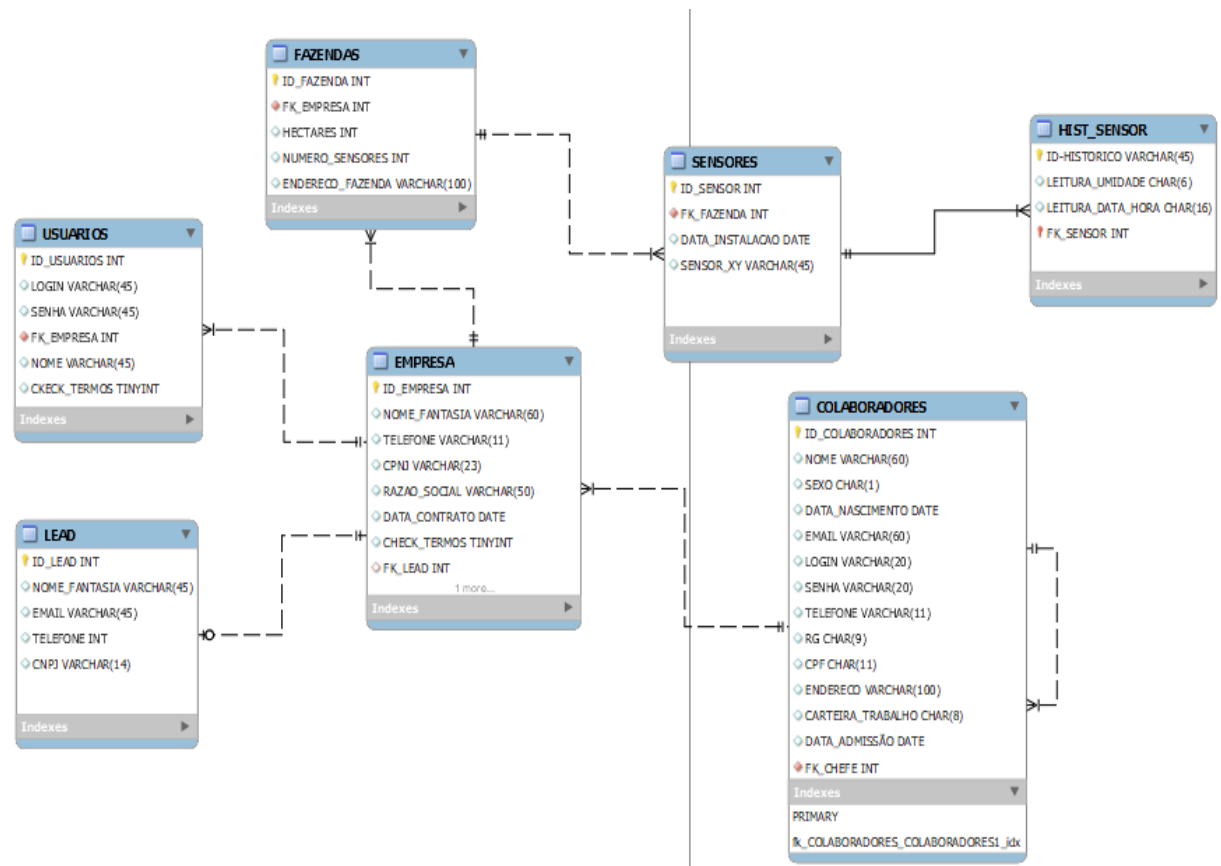 FAZENDAS
ID_FAZENDA INT
FK_EMPRESA INT
HECTARES INT
NUMERO_SENSORES INT
ENDERECO_FAZENDA VARCHAR(100)
Indexes
SENSORES
ID_SENSOR INT
FK_FAZENDA INT
DATA_INSTALACAO DATE
SENSOR_XY VARCHAR(45)
Indexes
HIST_SENSOR
ID-HISTORICO VARCHAR(45)
LEITURA_UMIDADE CHAR(6)
LEITURA_DATA_HORA CHAR(16)
FK_SENSOR INT
Indexes
USUARIOS
ID_USUARIOS INT
LOGIN VARCHAR(45)
SENHA VARCHAR(45)
FK_EMPRESA INT
NOME VARCHAR(45)
CKECK_TERMOS TINYINT
Indexes
EMPRESA
ID_EMPRESA INT
NOME_FANTASIA VARCHAR(60)
TELEFONE VARCHAR(11)
CPNJ VARCHAR(23)
RAZAO_SOCIAL VARCHAR(50)
DATA_CONTRATO DATE
CHECK_TERMOS TINYINT
FK_LEAD INT
1 more...
Indexes
LEAD
ID_LEAD INT
NOME_FANTASIA VARCHAR(45)
EMAIL VARCHAR(45)
TELEFONE INT
CNPJ VARCHAR(14)
Indexes
COLABORADORES
ID_COLABORADORES INT
NOME VARCHAR(60)
SEXO CHAR(1)
DATA_NASCIMENTO DATE
EMAIL VARCHAR(60)
LOGIN VARCHAR(20)
SENHA VARCHAR(20)
TELEFONE VARCHAR(11)
RG CHAR(9)
CPF CHAR(11)
ENDERECO VARCHAR(100)
CARTEIRA_TRABALHO CHAR(8)
DATA_ADMISSÃO DATE
FK_CHEFE INT
Indexes
PRIMARY
fk_COLABORADORES_COLABORADORES1_idx